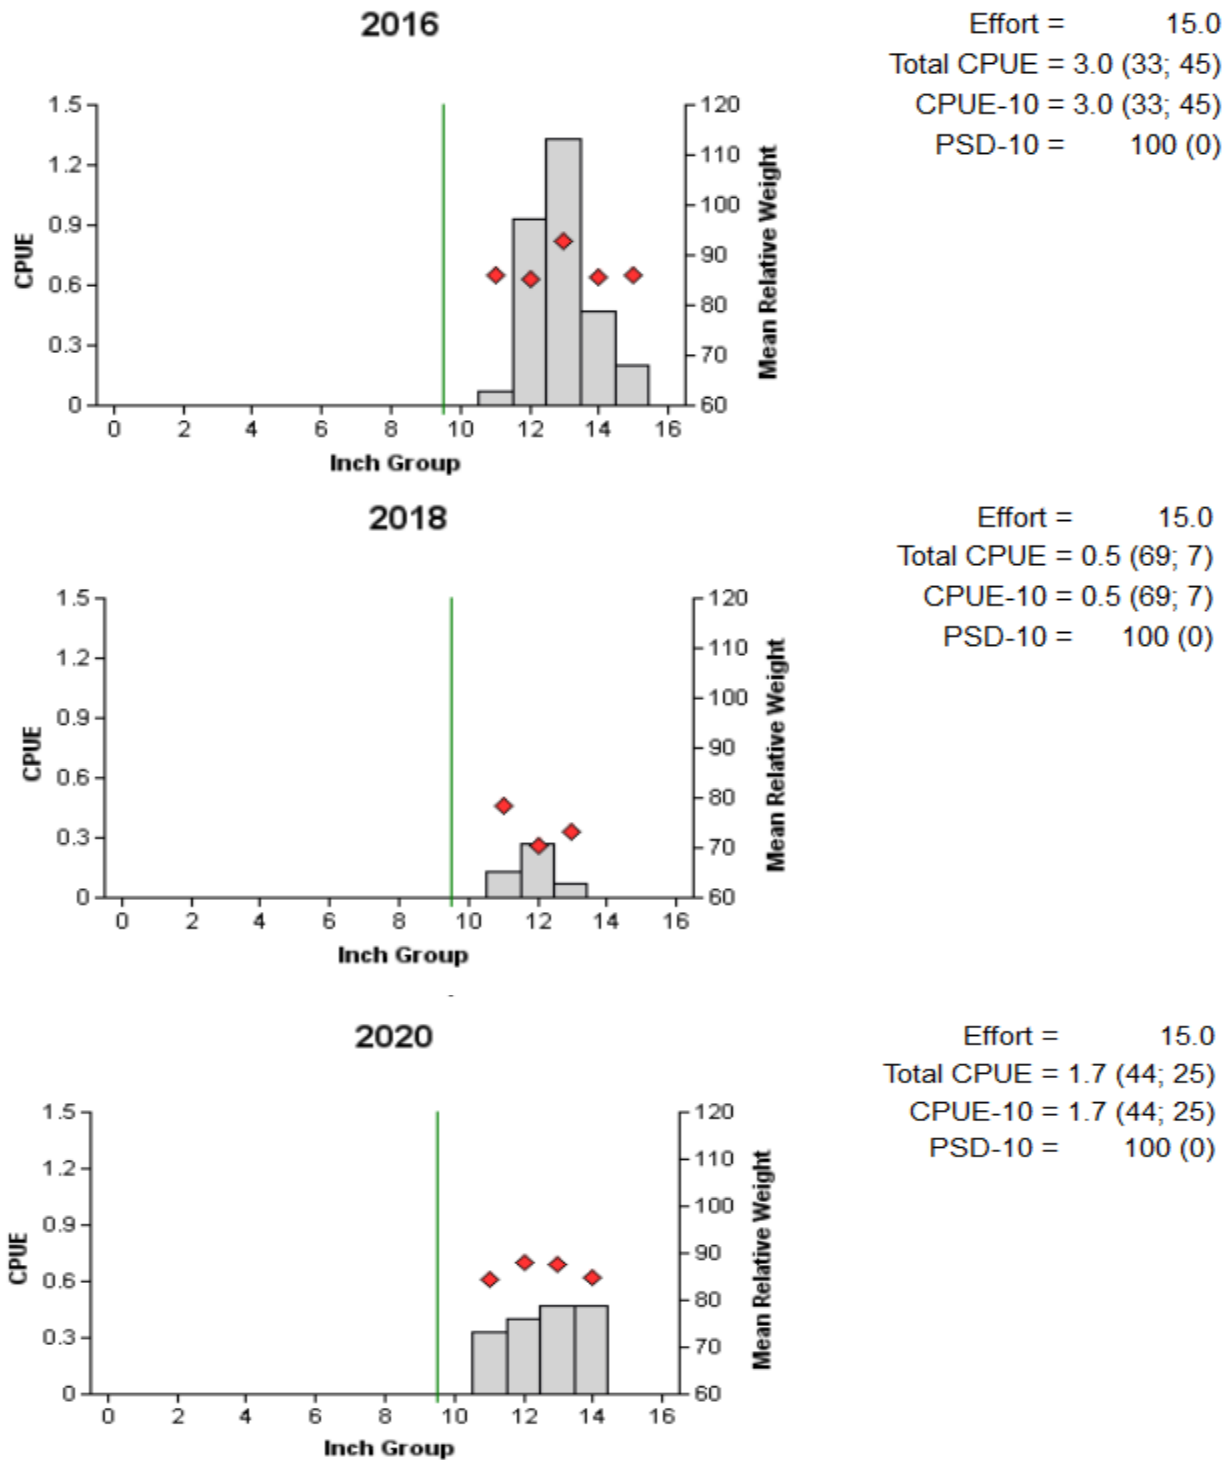 2016
Effort = 15.0
Total CPUE = 3.0 (33; 45)
CPUE-10 = 3.0 (33; 45)
PSD-10 = 100 (0)
1.5
1.2
0.9
0.6
0.3
0
CPUE
120
110
100
90
80
70
60
Mean Relative Weight
0 2 4 6 8 10 12 14 16
Inch Group
2018
Effort = 15.0
Total CPUE = 0.5 (69; 7)
CPUE-10 = 0.5 (69; 7)
PSD-10 = 100 (0)
1.5
1.2
0.9
0.6
0.3
0
CPUE
120
110
100
90
80
70
60
Mean Relative Weight
0 2 4 6 8 10 12 14 16
Inch Group
2020
Effort = 15.0
Total CPUE = 1.7 (44; 25)
CPUE-10 = 1.7 (44; 25)
PSD-10 = 100 (0)
1.5
1.2
0.9
0.6
0.3
0
CPUE
120
110
100
90
80
70
60
Mean Relative Weight
0 2 4 6 8 10 12 14 16
Inch Group